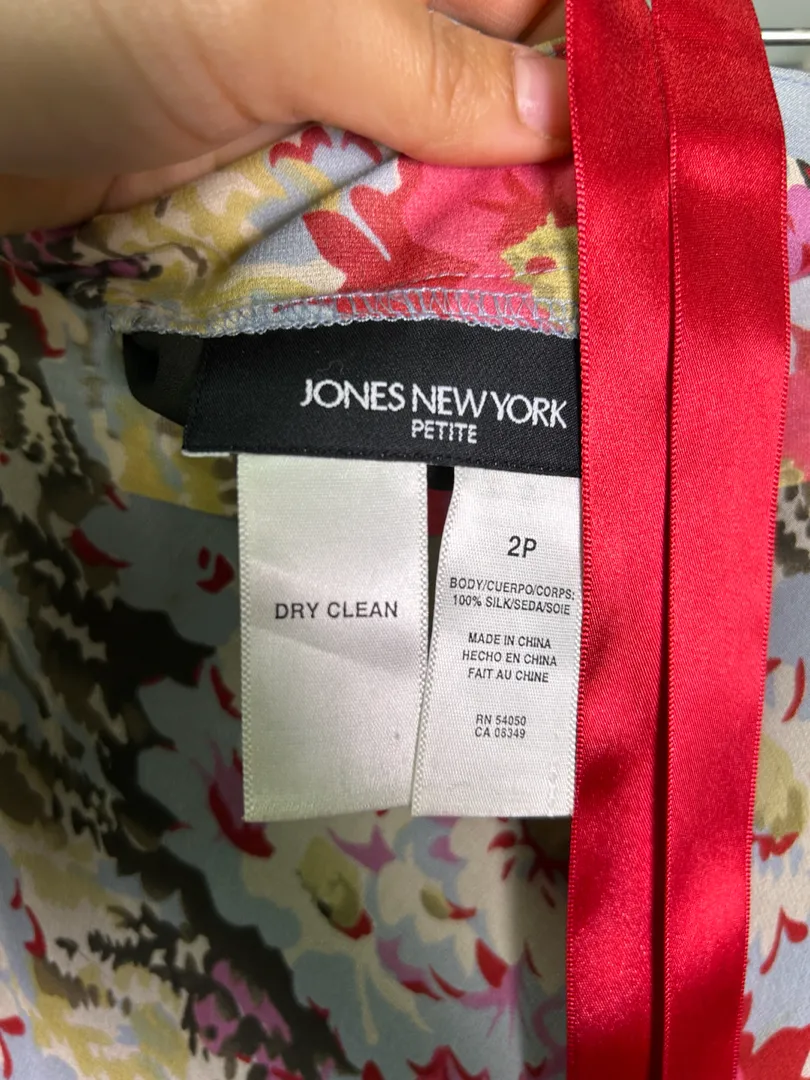 JONES NEW YORK
PETITE
DRY CLEAN
2P
BODY/CUERPO/CORPS:
100% SILK/SEDA/SOIE
MADE IN CHINA
HECHO EN CHINA
FAIT AU CHINE
RN 54050
CA 08349